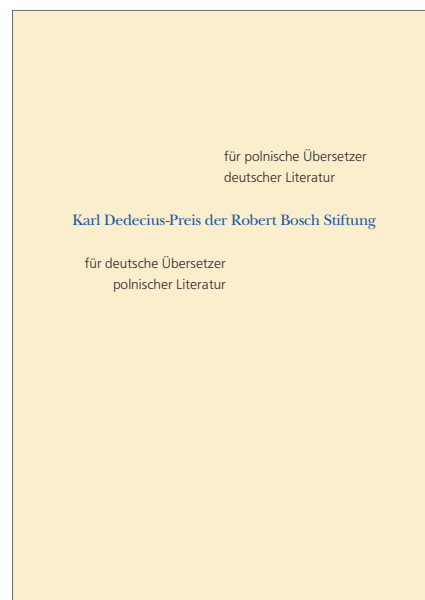 für polnische Übersetzer
deutscher Literatur
Karl Dedecius-Preis der Robert Bosch Stiftung
für deutsche Übersetzer
polnischer Literatur